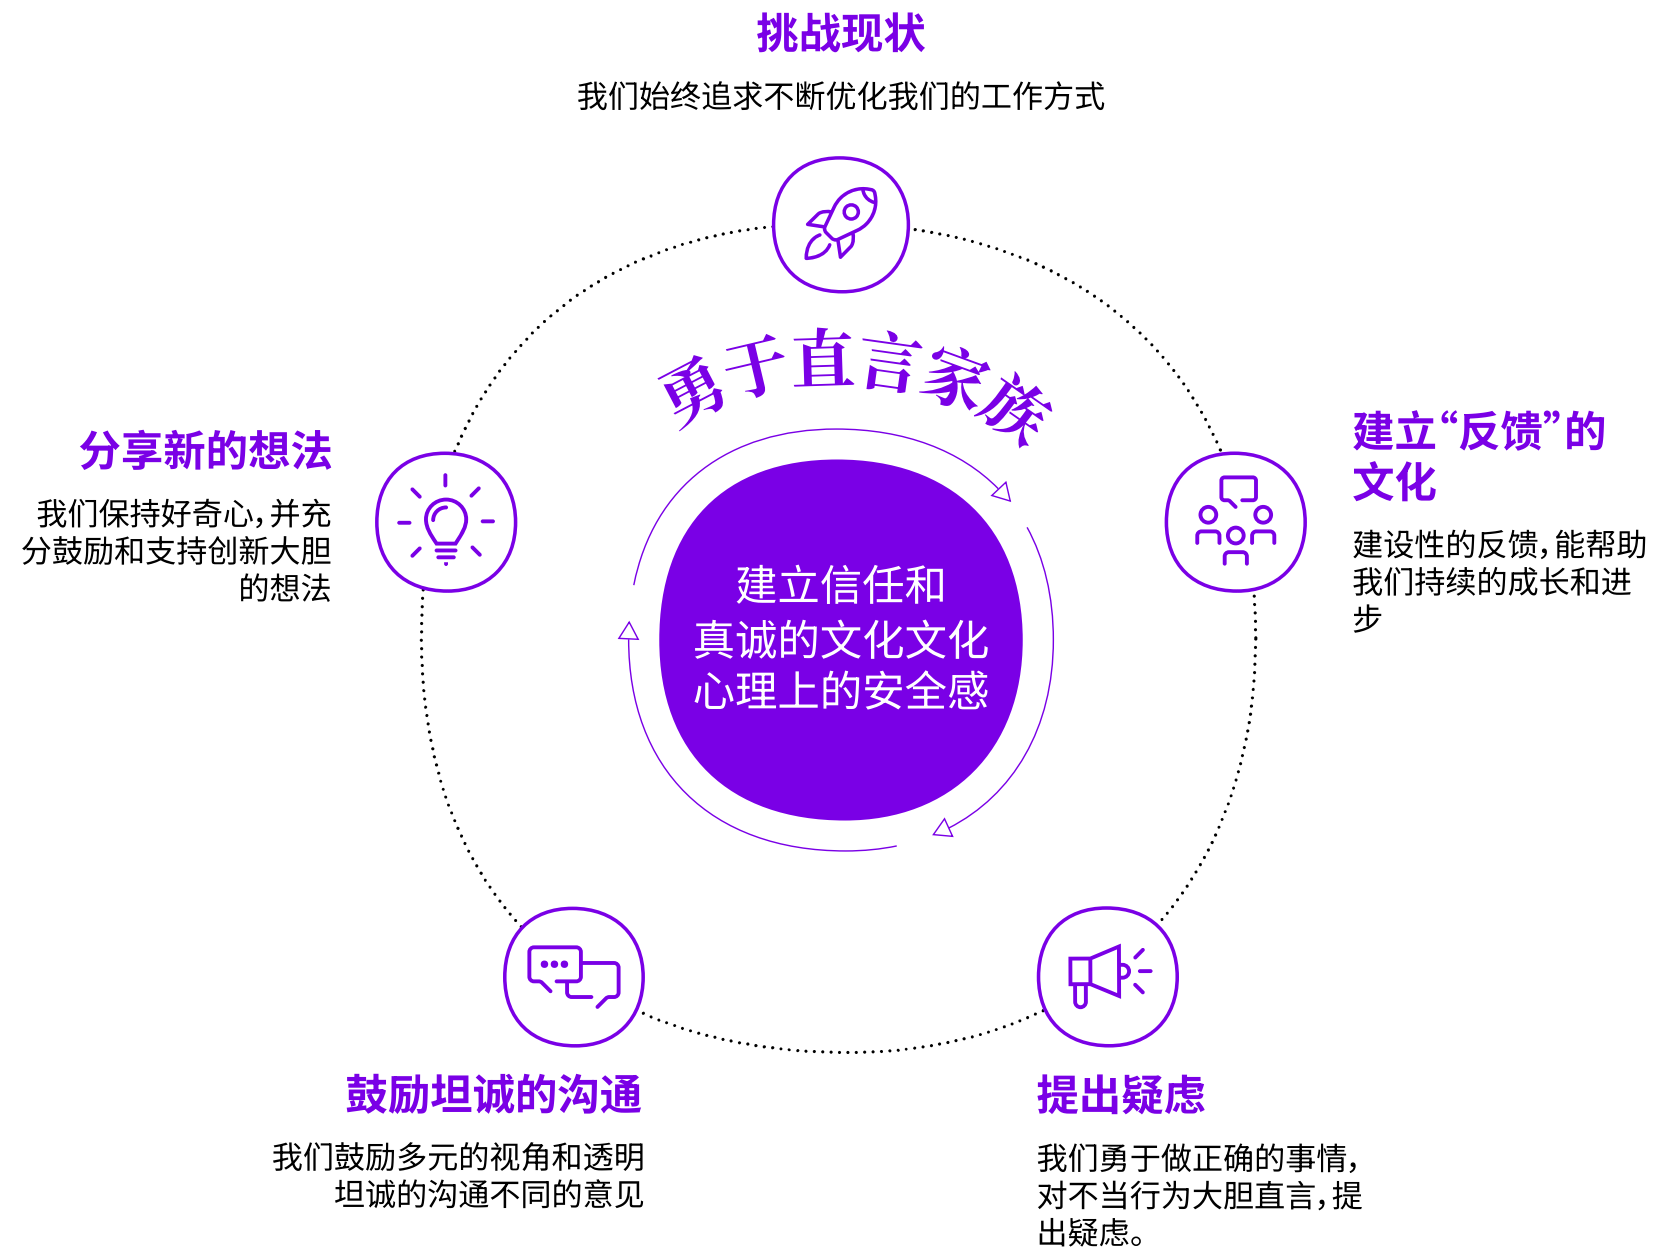 挑战现状
我们始终追求不断优化我们的工作方式
勇于直言家族
建立“反馈”的
文化
建设性的反馈，能帮助
我们持续的成长和进
步
分享新的想法
我们保持好奇心，并充
分鼓励和支持创新大胆
的想法
建立信任和
真诚的文化文化
心理上的安全感
鼓励坦诚的沟通
我们鼓励多元的视角和透明
坦诚的沟通不同的意见
提出疑虑
我们勇于做正确的事情，
对不当行为大胆直言，提
出疑虑。